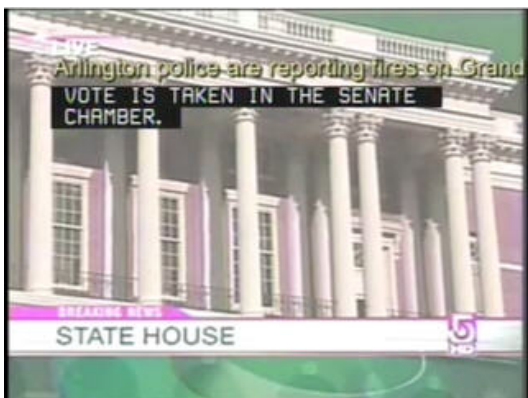 LIVE
Arlington police are reporting fires on Grand
VOTE IS TAKEN IN THE SENATE
CHAMBER.
BREAKING NEWS
STATE HOUSE
5
HD